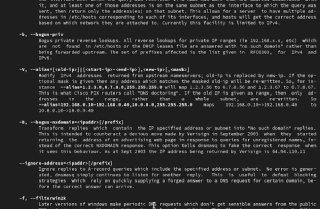 it, and at least one of those addresses is on the same subnet as the interface to which the query was
sent, then return only the address(es) on that subnet. This allows for a server to have multiple ad-
dresses in /etc/hosts corresponding to each of its interfaces, and hosts will get the correct address
based on which network they are attached to. Currently this facility is limited to IPv4.
-b, --bogus-priv
Bogus private reverse lookups. All reverse lookups for private IP ranges (ie 192.168.x.x, etc) which
are not found in /etc/hosts or the DHCP leases file are answered with "no such domain" rather than
being forwarded upstream. The set of prefixes affected is the list given in RFC6303, for IPv4 and
IPv6.
-V, --alias=[<old-ip>]|[<start-ip>-<end-ip>],<new-ip>[,<mask>]
Modify IPv4 addresses returned from upstream nameservers; old-ip is replaced by new-ip. If the op-
tional mask is given then any address which matches the masked old-ip will be re-written. So, for in-
stance --alias=1.2.3.0,6.7.8.0,255.255.255.0 will map 1.2.3.56 to 6.7.8.56 and 1.2.3.67 to 6.7.8.67.
This is what Cisco PIX routers call "DNS doctoring". If the old IP is given as range, then only ad-
dresses in the range, rather than a whole subnet, are re-written. So
--alias=192.168.0.10-192.168.0.40,10.0.0.0,255.255.255.0 maps 192.168.0.10->192.168.0.40 to
10.0.0.10->10.0.0.40
-B, --bogus-nxdomain=<ipaddr>[/prefix]
Transform replies which contain the specified address or subnet into "No such domain" replies.
This is intended to counteract a devious move made by Verisign in September 2003 when they started
returning the address of an advertising web page in response to queries for unregistered names, in-
stead of the correct NXDOMAIN response. This option tells dnsmasq to fake the correct response when
it sees this behaviour. As at Sept 2003 the IP address being returned by Verisign is 64.94.110.11
--ignore-address=<ipaddr>[/prefix]
Ignore replies to A record queries which include the specified address or subnet. No error is gener-
ated, dnsmasq simply continues to listen for another reply. This is useful to defeat blocking
strategies which rely on quickly supplying a forged answer to a DNS request for certain domain, be-
fore the correct answer can arrive.
-f, --filterwin2k
Later versions of windows make periodic DNS requests which don't get sensible answers from the public